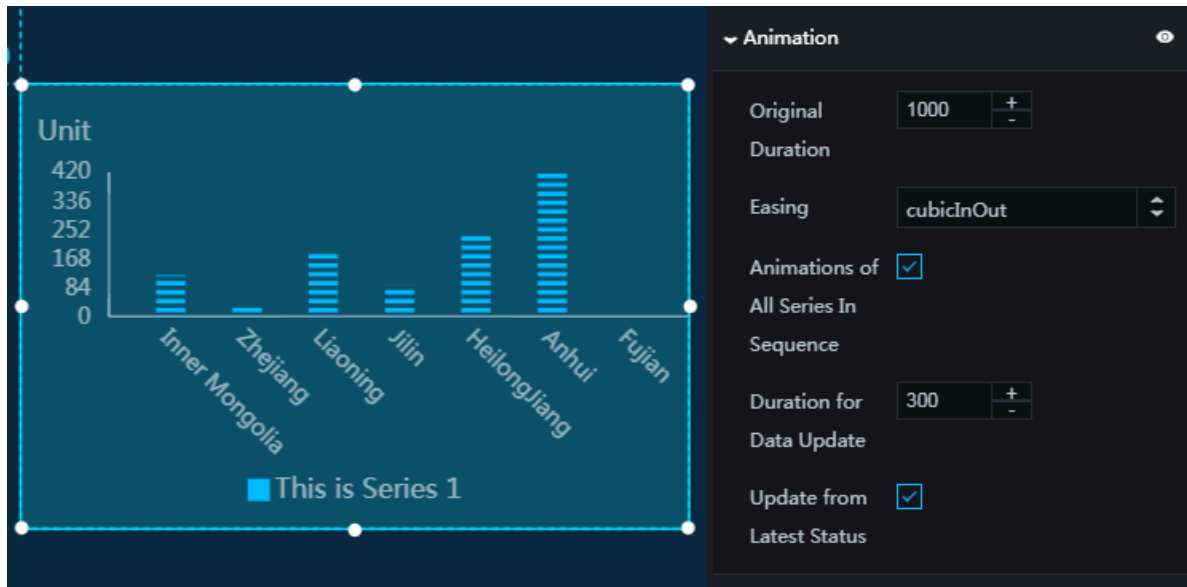 Unit
420
336
252
168
84
0
Inner Mongolia
Zhejiang
Liaoning
Jilin
HeilongJiang
Anhui
Fujian
This is Series 1
Animation
Original
Duration
1000
+
-
Easing
cubicInOut
Animations of
All Series In
Sequence
Duration for
Data Update
300
+
-
Update from
Latest Status